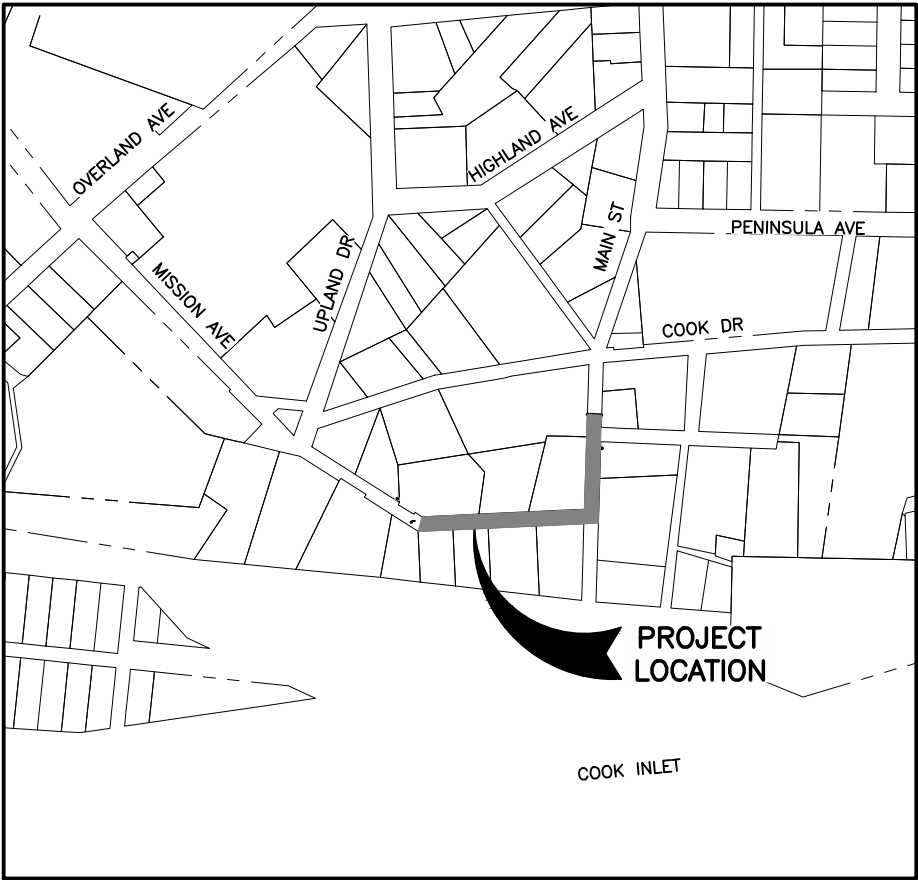 OVERLAND AVE
HIGHLAND AVE
MAIN ST
PENINSULA AVE
UPLAND DR
MISSION AVE
COOK DR
PROJECT
LOCATION
COOK INLET